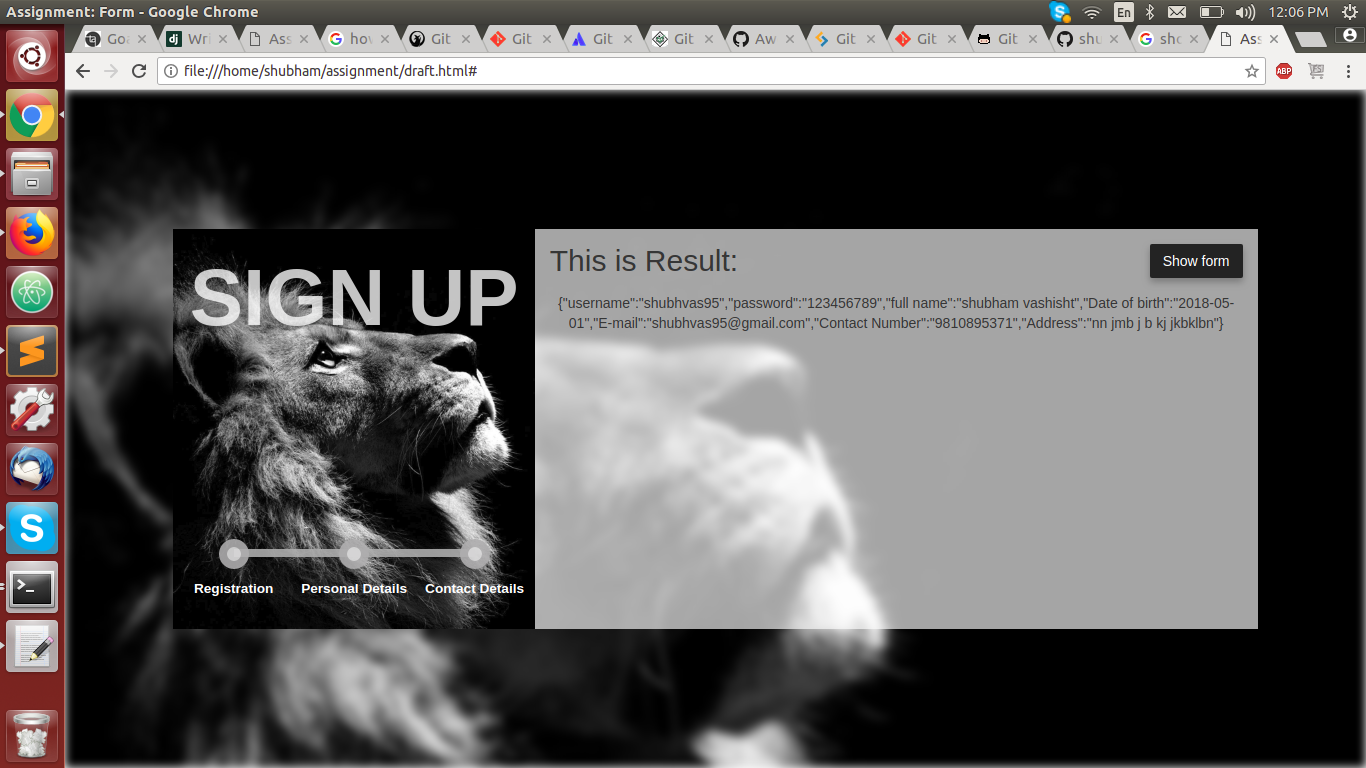 Assignment: Form - Google Chrome
En
12:06 PM
Goa
Wri
Ass
how
Git
Git
Git
Git
Aw
Git
Git
Git
shu
sho
Ass
file:///home/shubham/assignment/draft.html#
ABP
SIGN UP
Registration
Personal Details
Contact Details
This is Result:
Show form
{"username":"shubhvas95","password":"123456789","full name":"shubham vashisht","Date of birth":"2018-05-
01","E-mail":"shubhvas95@gmail.com","Contact Number":"9810895371","Address":"nn jmb j b kj jkbklbn"}